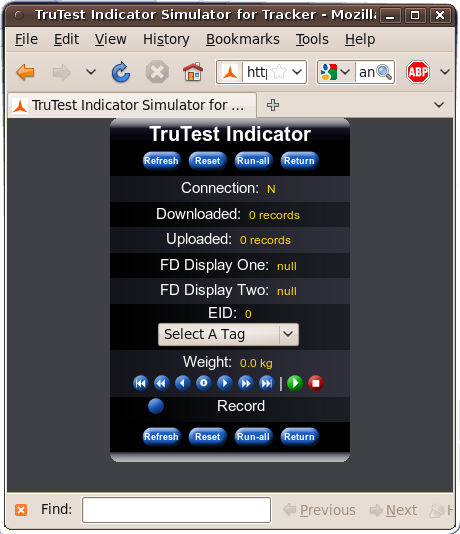 TruTest Indicator Simulator for Tracker - Mozilla
File Edit View History Bookmarks Tools Help
htt
an
ABP
TruTest Indicator Simulator for ...
TruTest Indicator
Refresh Reset Run-all Return
Connection: N
Downloaded: 0 records
Uploaded: 0 records
FD Display One: null
FD Display Two: null
EID: 0
Select A Tag
Weight: 0.0 kg
Record
Refresh Reset Run-all Return
Find: Previous Next H